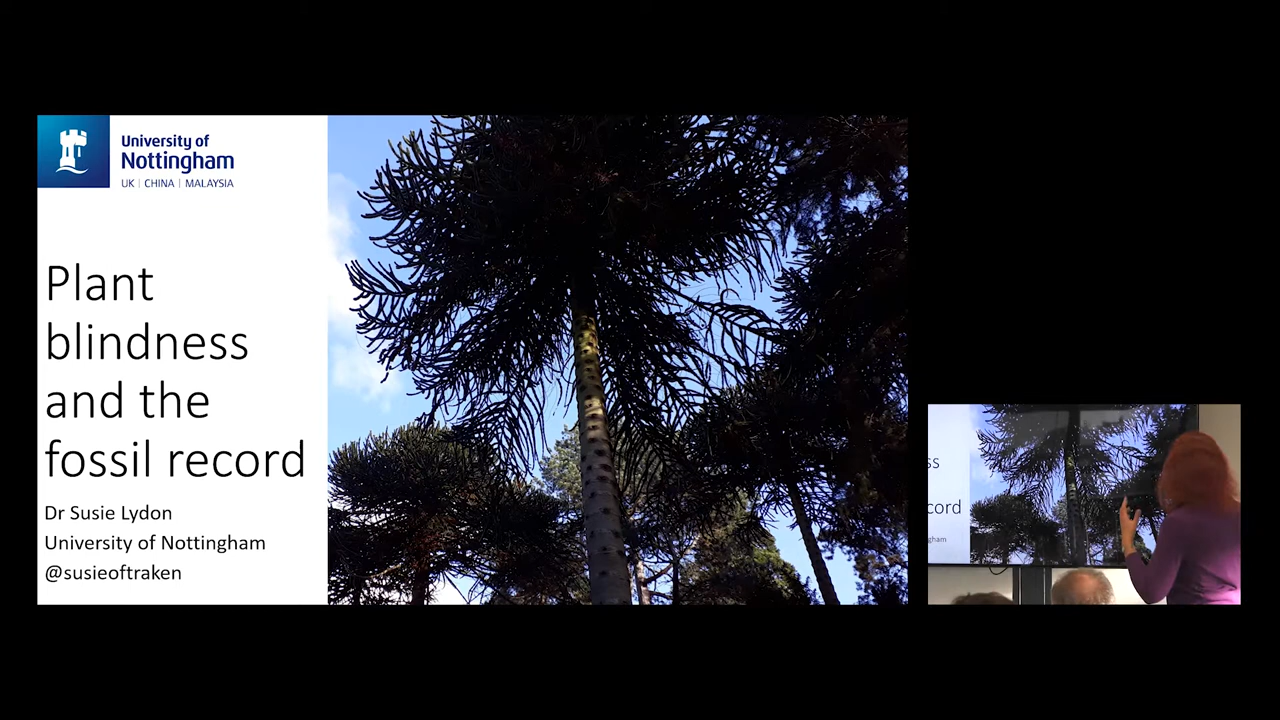 University of
Nottingham
UK | CHINA | MALAYSIA
Plant
blindness
and the
fossil record
Dr Susie Lydon
University of Nottingham
@susieoftraken
ss
cord
gham